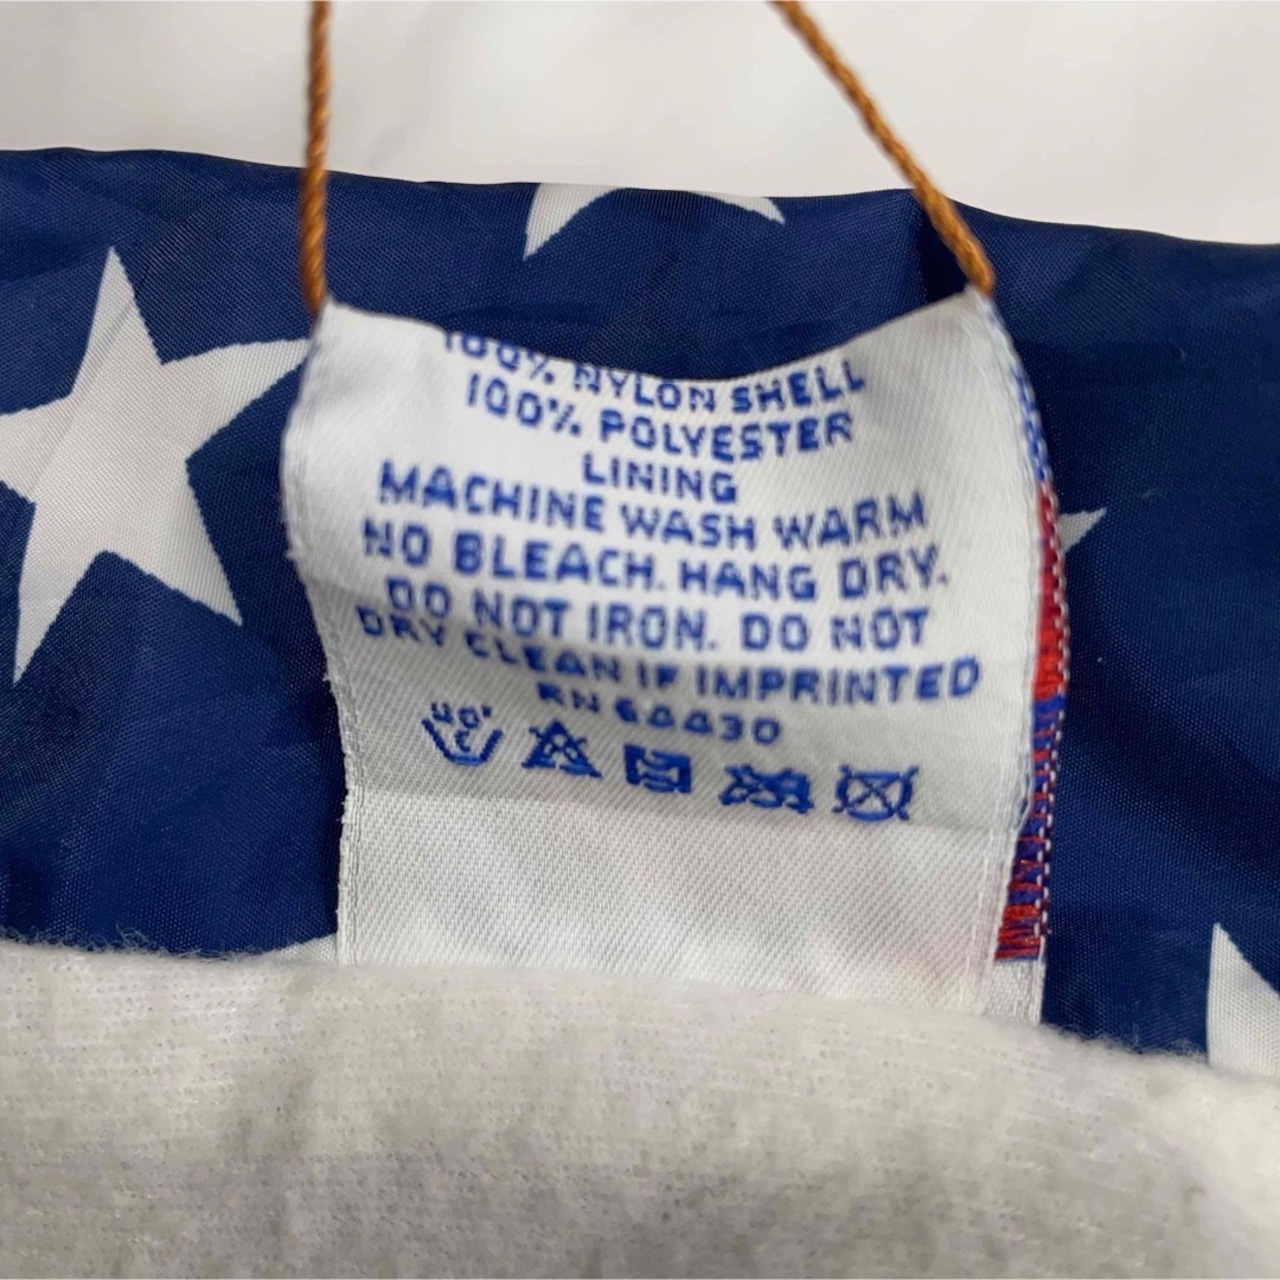 100% NYLON SHELL
100% POLYESTER
LINING
MACHINE WASH WARM
NO BLEACH. HANG DRY.
DO NOT IRON. DO NOT
DRY CLEAN IF IMPRINTED
RN 64430
40°
C